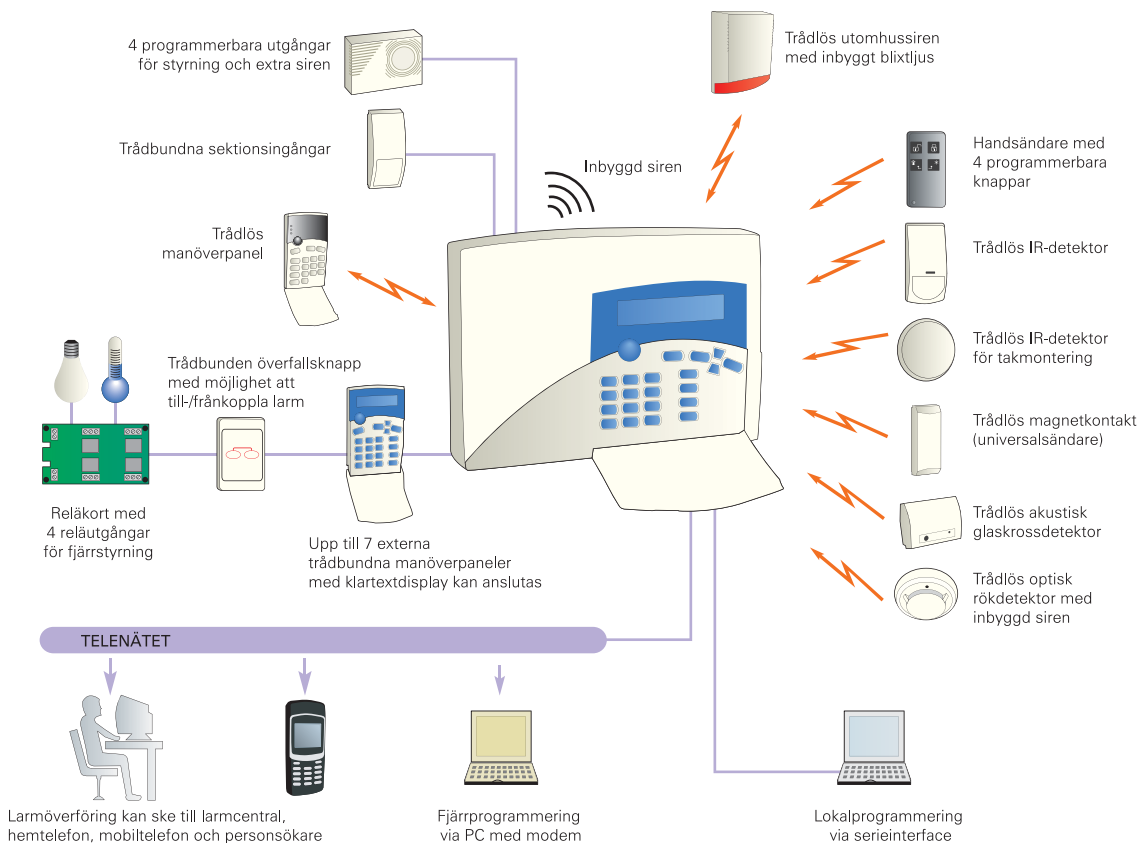 4 programmerbara utgångar
för styrning och extra siren
Trådlös utomhussiren
med inbyggt blixtljus
Trådbundna sektionsingångar
Inbyggd siren
Handsändare med
4 programmerbara
knappar
Trådlös
manöverpanel
Trådlös IR-detektor
Trådlös IR-detektor
för takmontering
Trådbunden överfallsknapp
med möjlighet att
till-/frånkoppla larm
Trådlös magnetkontakt
(universalsändare)
Reläkort med
4 reläutgångar
för fjärrstyrning
Upp till 7 externa
trådbundna manöverpaneler
med klartextdisplay kan anslutas
Trådlös akustisk
glaskrossdetektor
Trådlös optisk
rökdetektor med
inbyggd siren
TELENÄTET
Larmöverföring kan ske till larmcentral,
hemtelefon, mobiltelefon och personsökare
Fjärrprogrammering
via PC med modem
Lokalprogrammering
via serieinterface